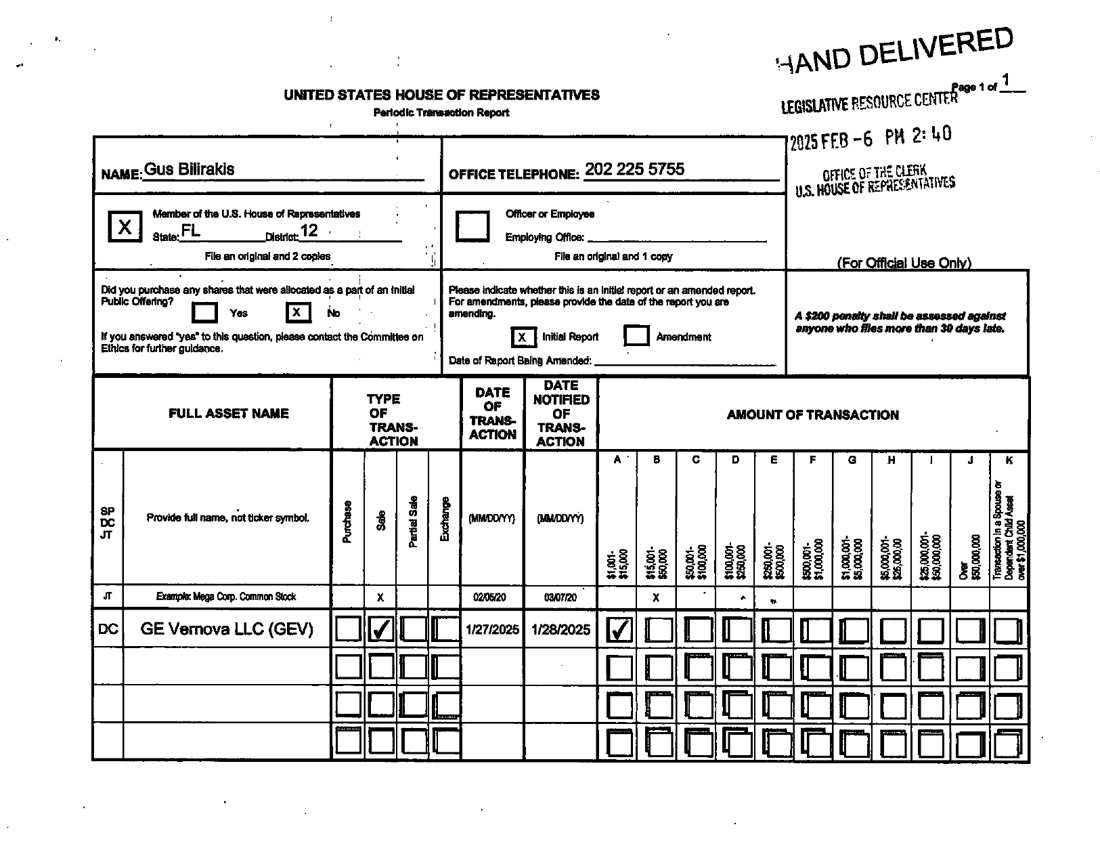 HAND DELIVERED
UNITED STATES HOUSE OF REPRESENTATIVES
Periodic Transaction Report
Page 1 of 1
LEGISLATIVE RESOURCE CENTER
2025 FEB -6 PM 2:40
OFFICE OF THE CLERK
U.S. HOUSE OF REPRESENTATIVES
(For Official Use Only)
NAME: Gus Bilirakis
OFFICE TELEPHONE: 202 225 5755
X
Member of the U.S. House of Representatives
State: FL District: 12
File an original and 2 copies
Officer or Employee
Employing Office:
File an original and 1 copy
Did you purchase any shares that were allocated as a part of an Initial
Public Offering?
Yes X No
If you answered "yes" to this question, please contact the Committee on
Ethics for further guidance.
Please indicate whether this is an initial report or an amended report.
For amendments, please provide the date of the report you are
amending.
X Initial Report Amendment
Date of Report Being Amended:
A $200 penalty shall be assessed against
anyone who files more than 30 days late.
FULL ASSET NAME
TYPE
OF
TRANS-
ACTION
DATE
OF
TRANS-
ACTION
DATE
NOTIFIED
OF
TRANS-
ACTION
AMOUNT OF TRANSACTION
SP
DC
JT
Provide full name, not ticker symbol.
Purchase
Sale
Partial Sale
Exchange
(MM/DD/YY)
(MM/DD/YY)
A B C D E F G H I J K
$1,001-
$15,000
$15,001-
$50,000
$50,001-
$100,000
$100,001-
$250,000
$250,001-
$500,000
$500,001-
$1,000,000
$1,000,001-
$5,000,000
$5,000,001-
$25,000,00
$25,000,001-
$50,000,000
Over
$50,000,000
Transaction in a Spouse or
Dependent Child Asset
over $1,000,000
JT Example: Mega Corp. Common Stock X 02/05/20 03/07/20 X
DC GE Vernova LLC (GEV) ✓ 1/27/2025 1/28/2025 ✓